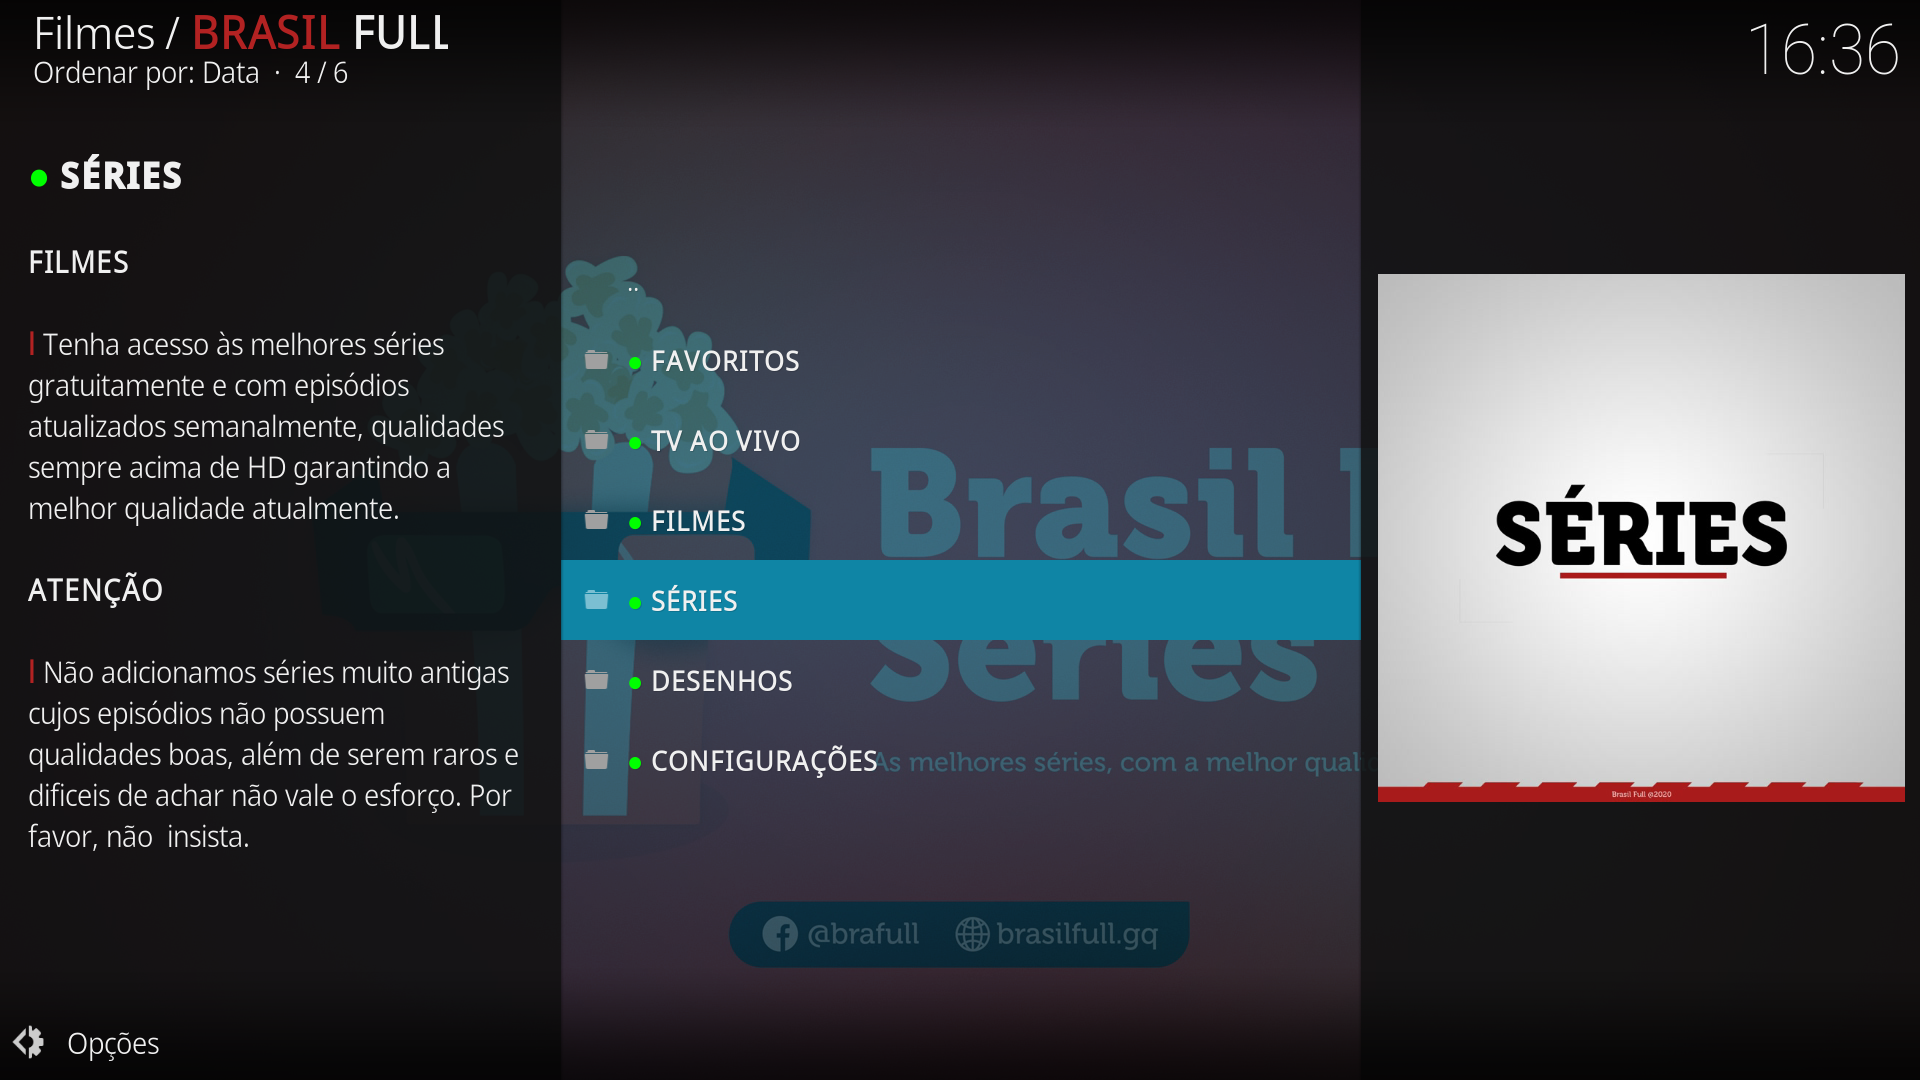 Filmes / BRASIL FULL
Ordenar por: Data · 4 / 6
16:36
● SÉRIES
FILMES
| Tenha acesso às melhores séries
gratuitamente e com episódios
atualizados semanalmente, qualidades
sempre acima de HD garantindo a
melhor qualidade atualmente.
ATENÇÃO
| Não adicionamos séries muito antigas
cujos episódios não possuem
qualidades boas, além de serem raros e
dificeis de achar não vale o esforço. Por
favor, não  insista.
Opções
..
● FAVORITOS
● TV AO VIVO
● FILMES
● SÉRIES
● DESENHOS
● CONFIGURAÇÕES
Brasil
Séries
As melhores séries, com a melhor quali
@brafull
brasilfull.gq
SÉRIES
Brasil Full @2020